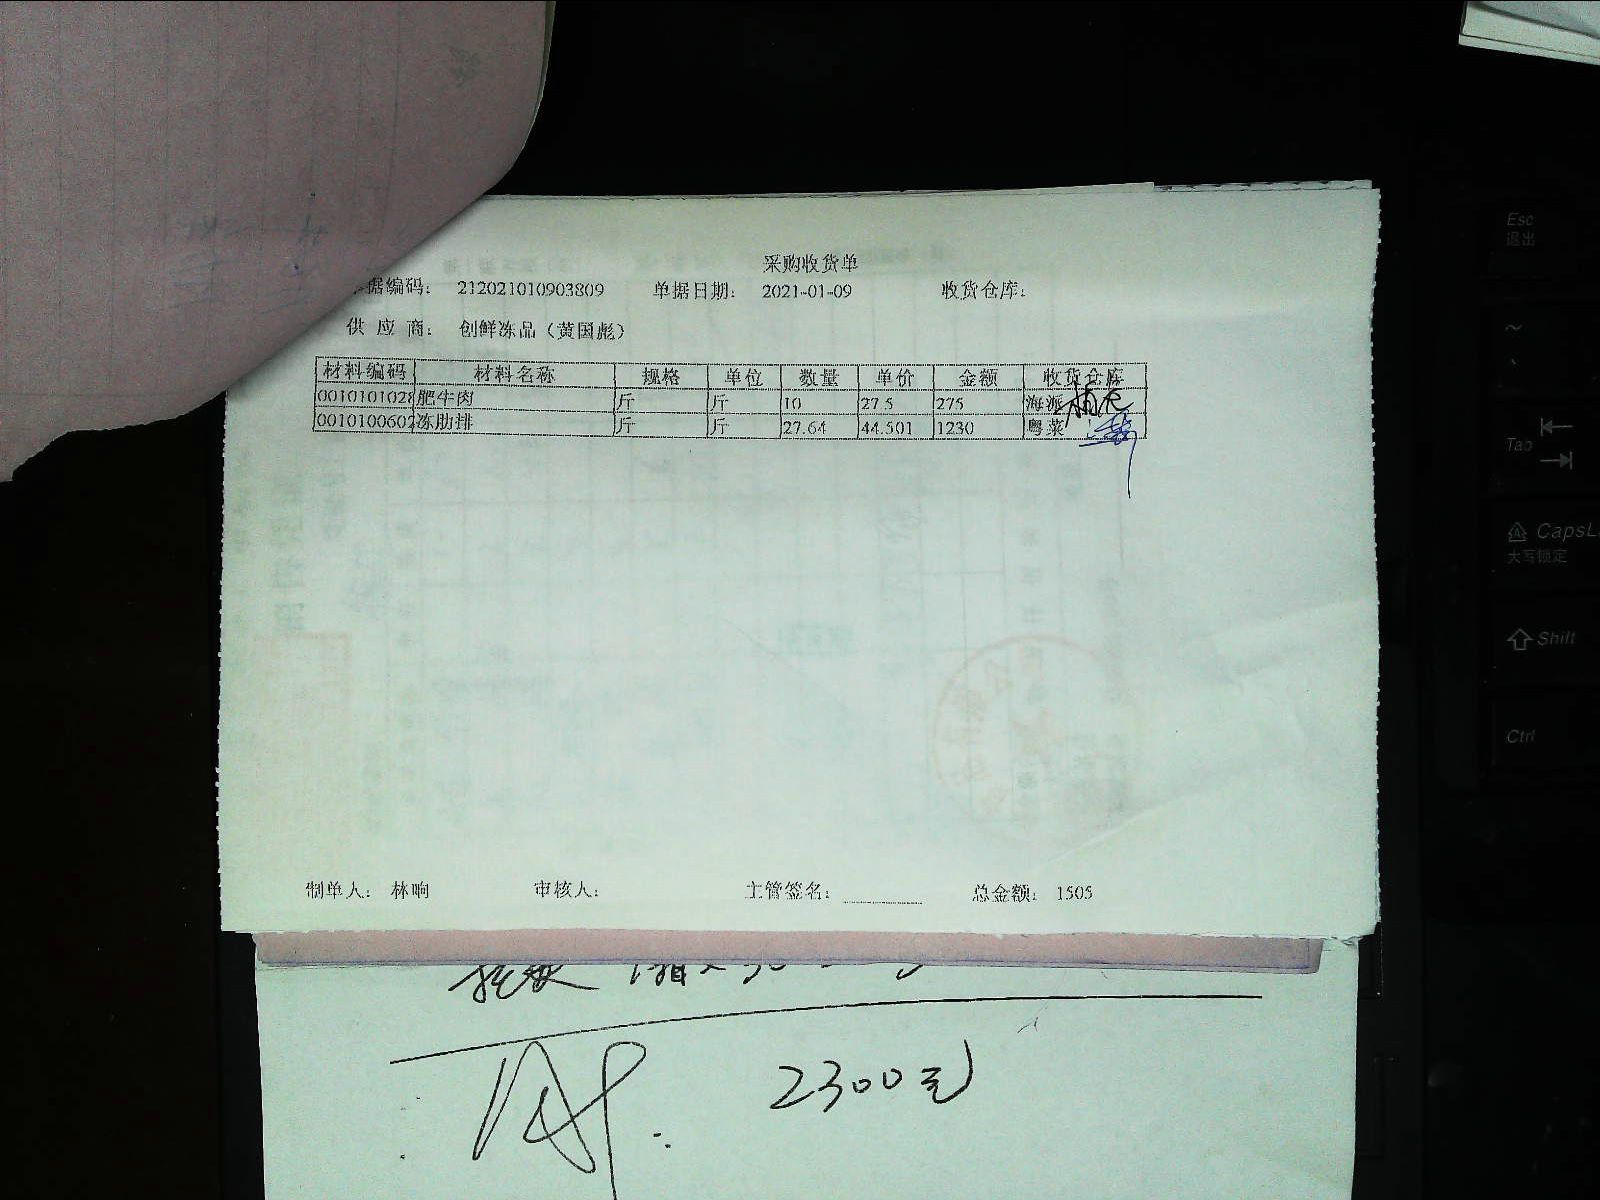 采购收货单
据编码： 212021010903809 单据日期： 2021-01-09 收货仓库：
供 应 商： 创鲜冻品（黄国彪）
材料编码 材料名称 规格 单位 数量 单价 金额 收货仓库
0010101028 肥牛肉 斤 斤 10 27.5 275 海派
0010100602 冻肋排 斤 斤 27.64 44.501 1230 粤菜
制单人： 林响 审核人： 主管签名： 总金额： 1505
2300元
Esc
退出
~
Tab
CapsL
大写锁定
Shift
Ctrl